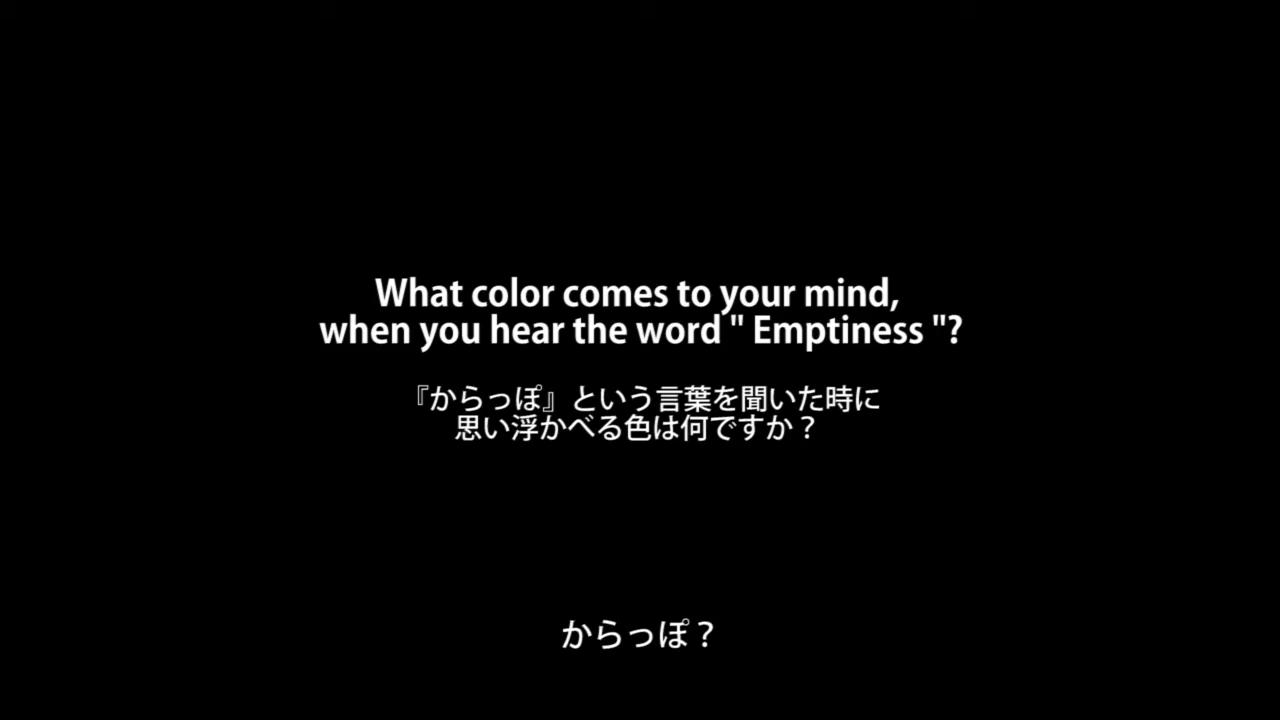 What color comes to your mind,
when you hear the word " Emptiness "?
『からっぽ』という言葉を聞いた時に
思い浮かべる色は何ですか？
からっぽ？